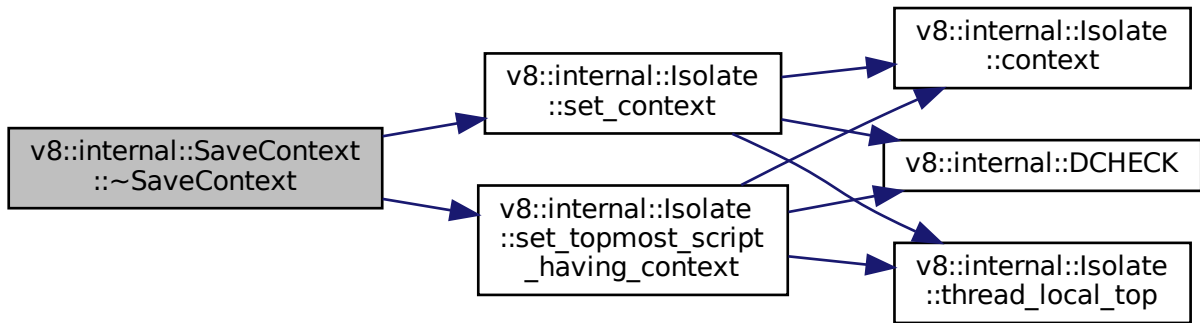 v8::internal::SaveContext
::~SaveContext
v8::internal::Isolate
::set_context
v8::internal::Isolate
::set_topmost_script
_having_context
v8::internal::Isolate
::context
v8::internal::DCHECK
v8::internal::Isolate
::thread_local_top